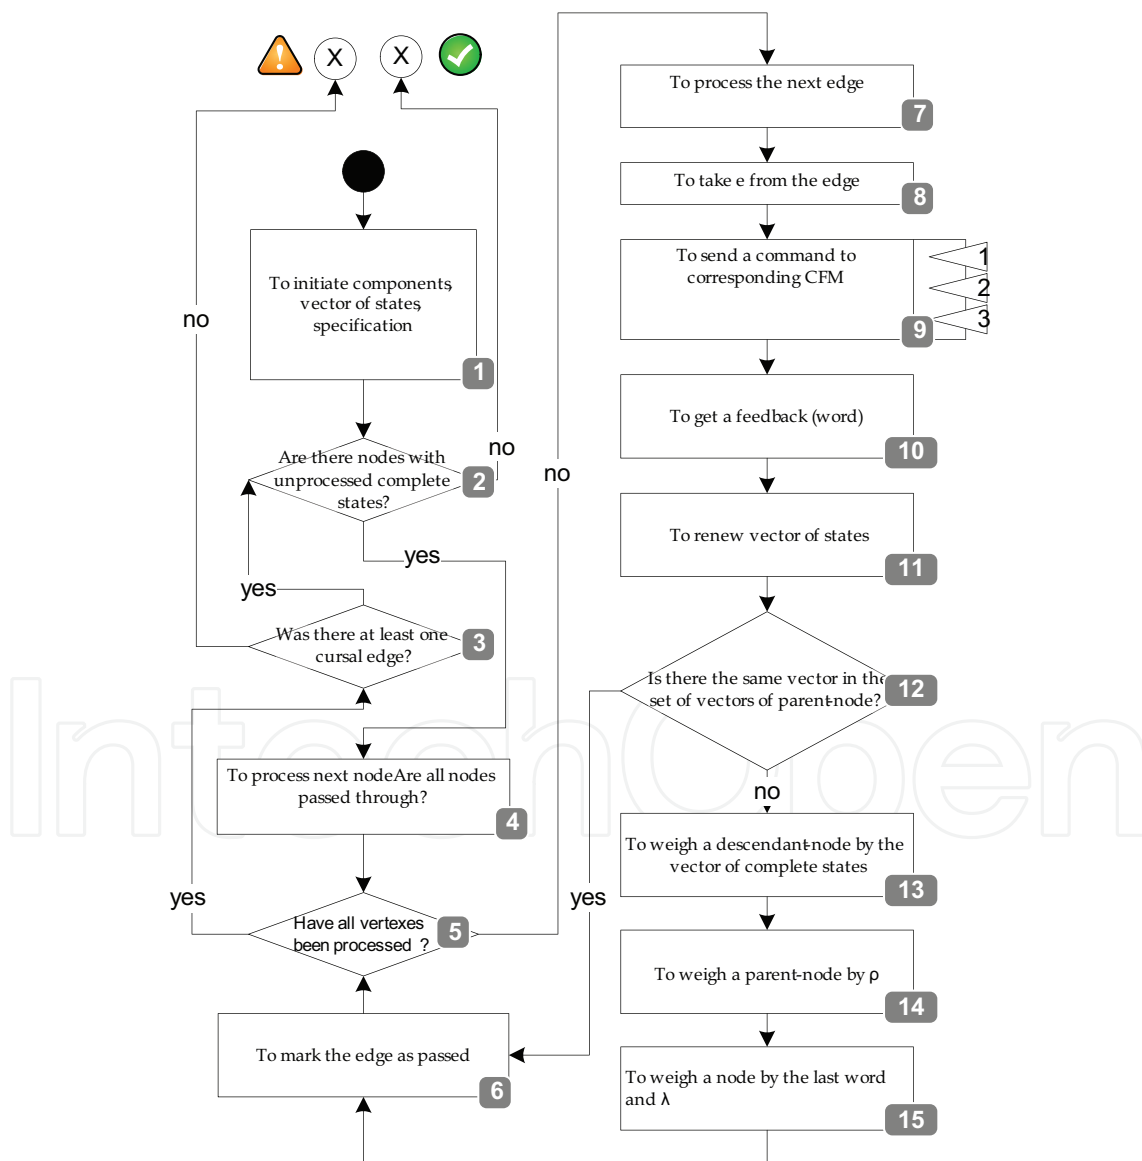 X
X
To initiate components,
vector of states,
specification
1
no
Are there nodes with
unprocessed complete
states?
2
no
yes
yes
Was there at least one
cursal edge?
3
To process next nodeAre all nodes
passed through?
4
yes
Have all vertexes
been processed ?
5
no
To mark the edge as passed
6
To process the next edge
7
To take e from the edge
8
To send a command to
corresponding CFM
9
1
2
3
To get a feedback (word)
10
To renew vector of states
11
Is there the same vector in the
set of vectors of parent-node?
12
no
yes
To weigh a descendant-node by the
vector of complete states
13
To weigh a parent-node by ρ
14
To weigh a node by the last word
and λ
15
IntechOpen